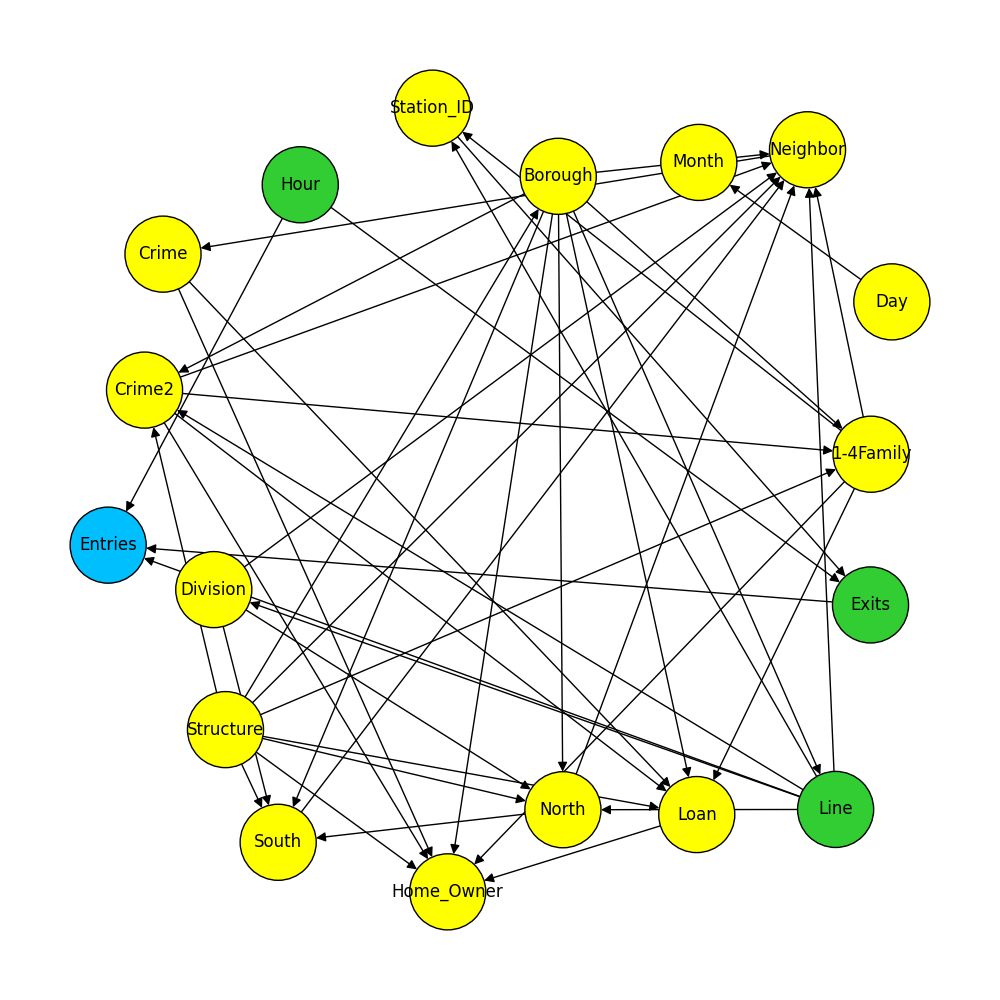 Station_ID
Neighbor
Month
Borough
Hour
Crime
Day
Crime2
1-4Family
Entries
Division
Exits
Structure
North
Loan
Line
South
Home_Owner